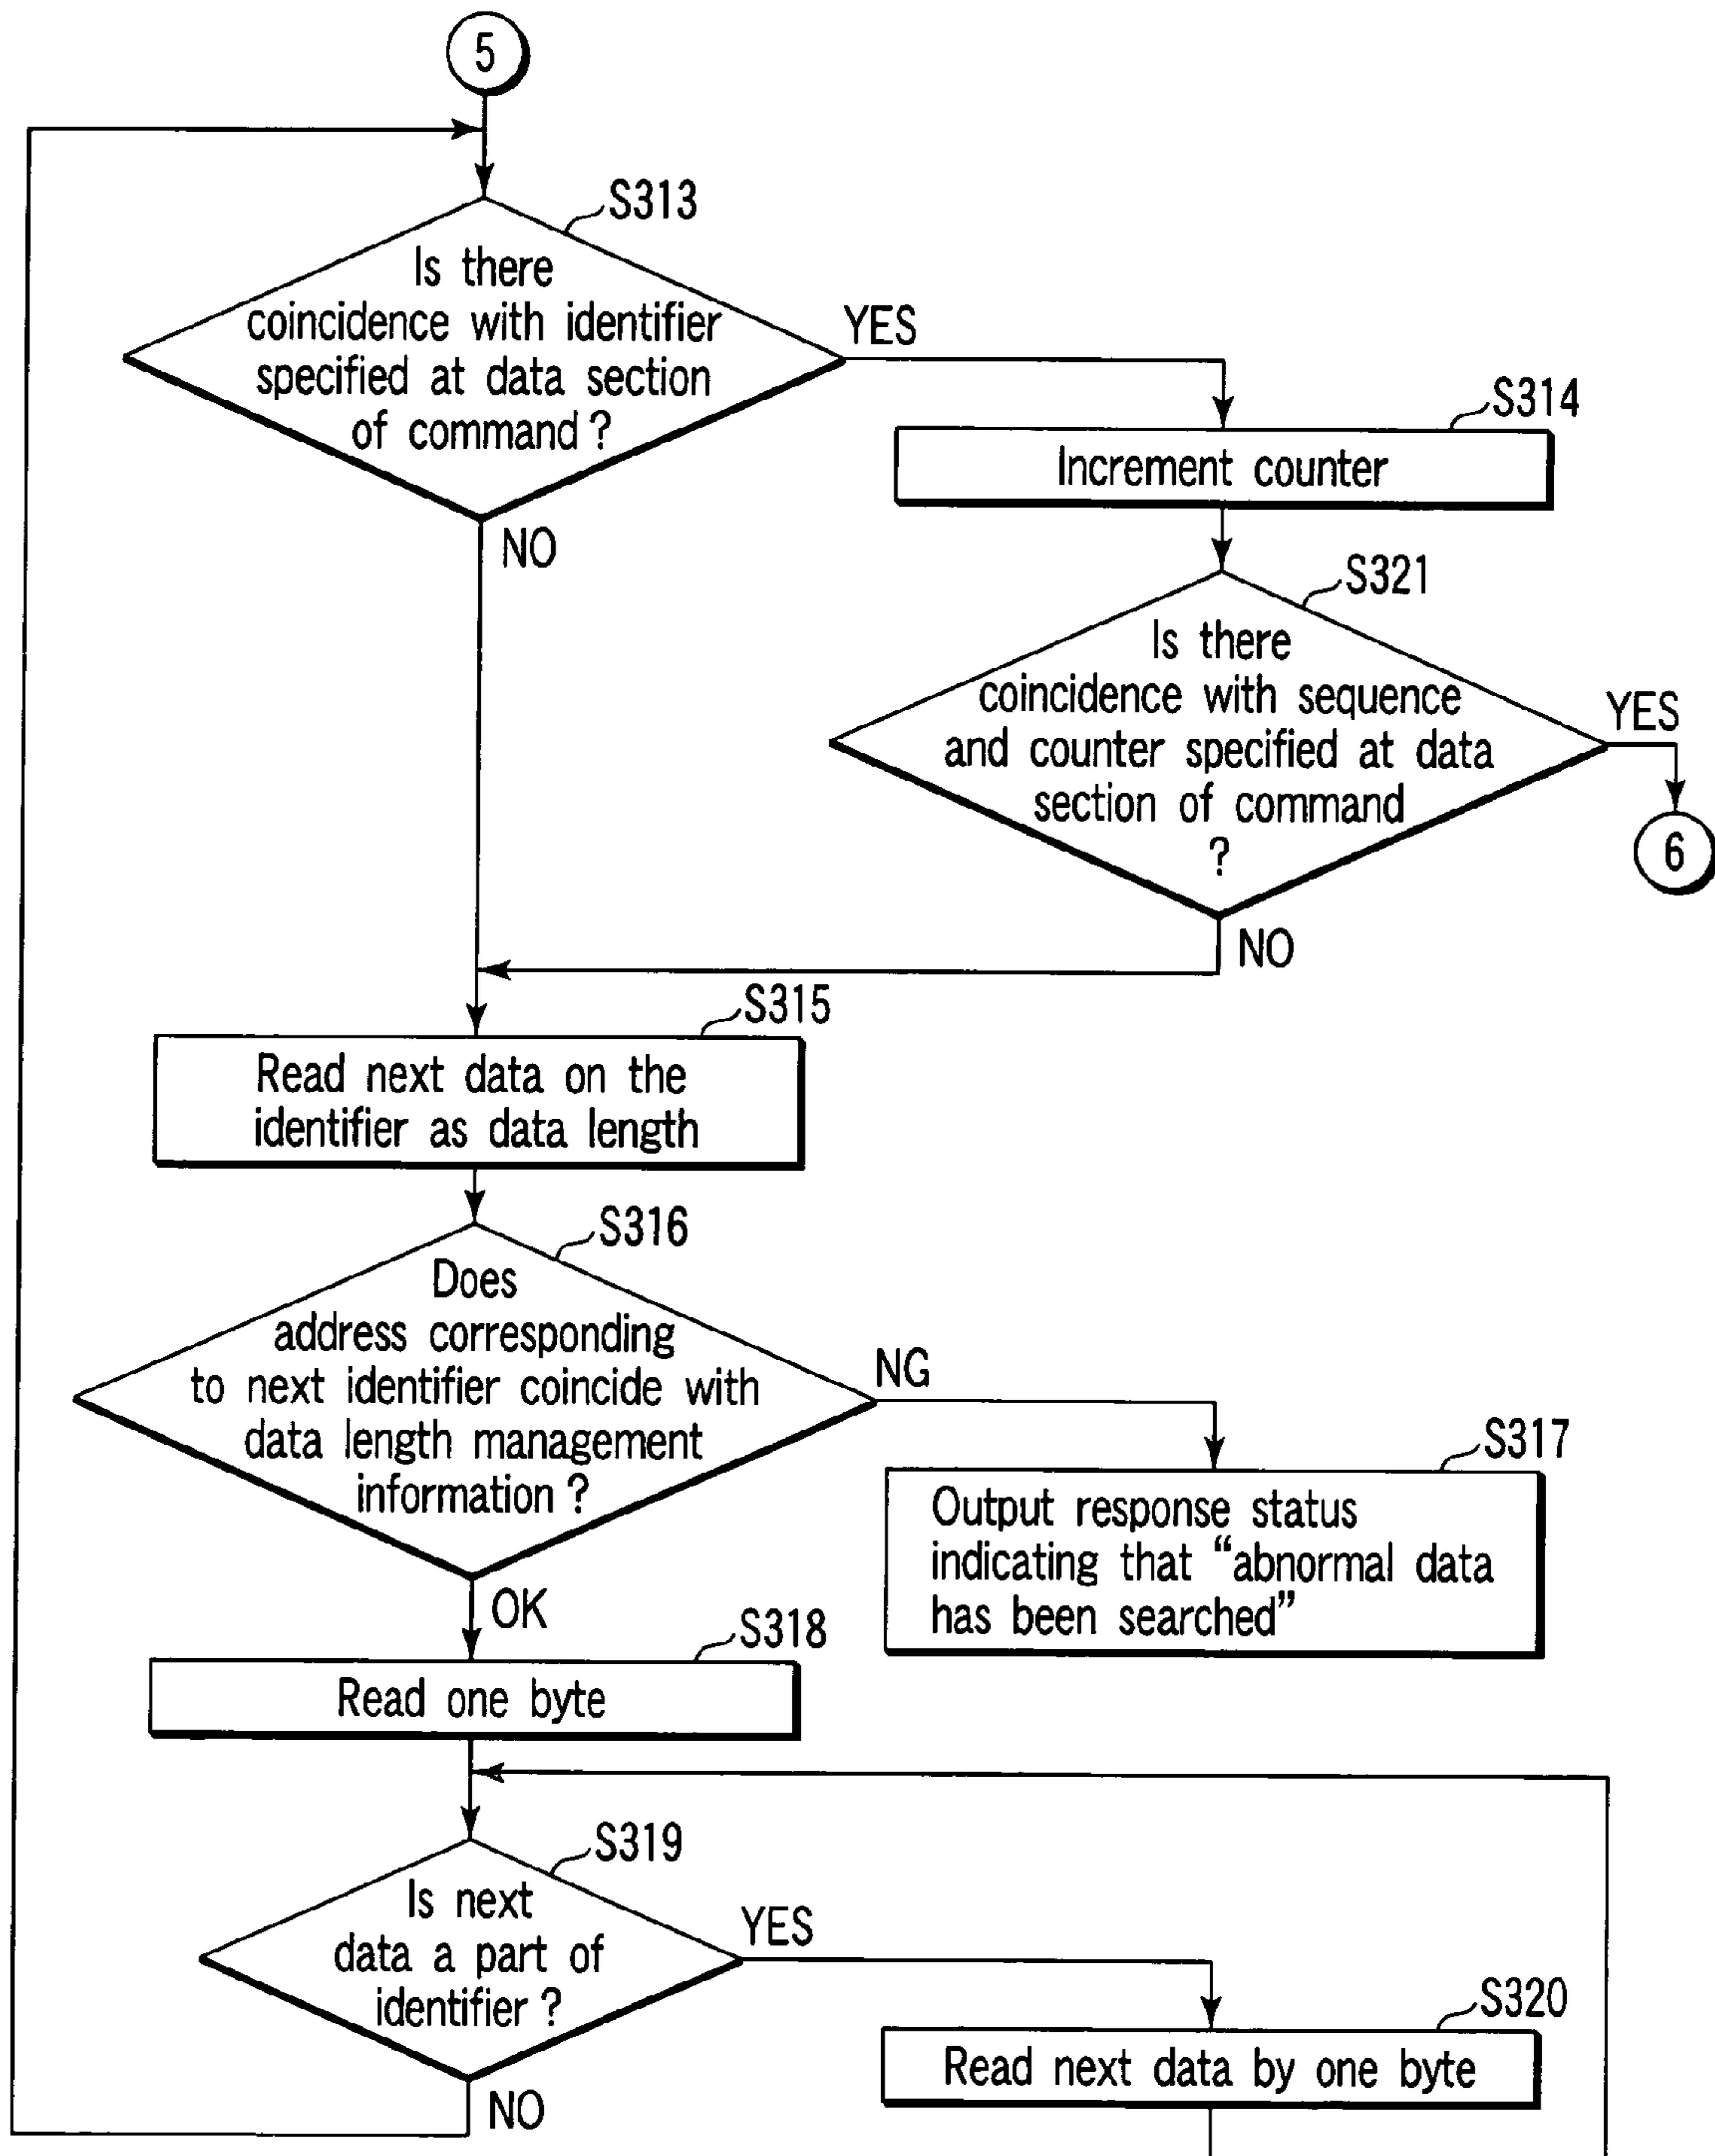 5
S313
Is there
coincidence with identifier
specified at data section
of command ?
YES
NO
S314
Increment counter
S321
Is there
coincidence with sequence
and counter specified at data
section of command
?
YES
6
NO
S315
Read next data on the
identifier as data length
S316
Does
address corresponding
to next identifier coincide with
data length management
information ?
NG
S317
Output response status
indicating that “abnormal data
has been searched”
OK
S318
Read one byte
S319
Is next
data a part of
identifier ?
YES
S320
Read next data by one byte
NO